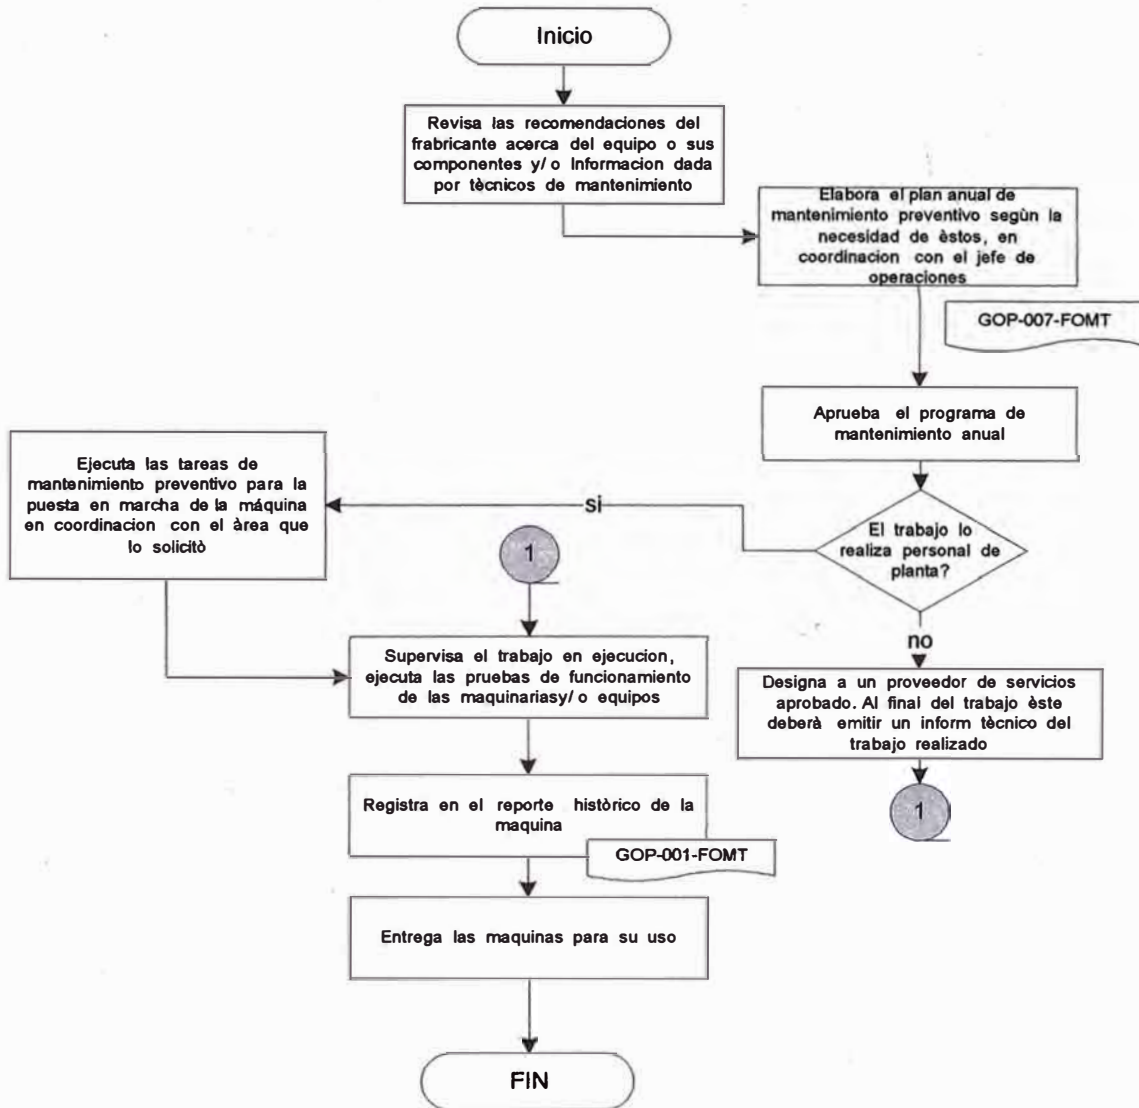 Inicio
Revisa las recomendaciones del
frabricante acerca del equipo o sus
componentes y/ o Informacion dada
por tècnicos de mantenimiento
Elabora el plan anual de
mantenimiento preventivo segùn la
necesidad de èstos, en
coordinacion con el jefe de
operaciones
GOP-007-FOMT
Aprueba el programa de
mantenimiento anual
El trabajo lo
realiza personal de
planta?
si
Ejecuta las tareas de
mantenimiento preventivo para la
puesta en marcha de la máquina
en coordinacion con el àrea que
lo solicitò
no
Designa a un proveedor de servicios
aprobado. Al final del trabajo èste
deberà emitir un inform tècnico del
trabajo realizado
1
1
Supervisa el trabajo en ejecucion,
ejecuta las pruebas de funcionamiento
de las maquinariasy/ o equipos
Registra en el reporte històrico de la
maquina
GOP-001-FOMT
Entrega las maquinas para su uso
FIN